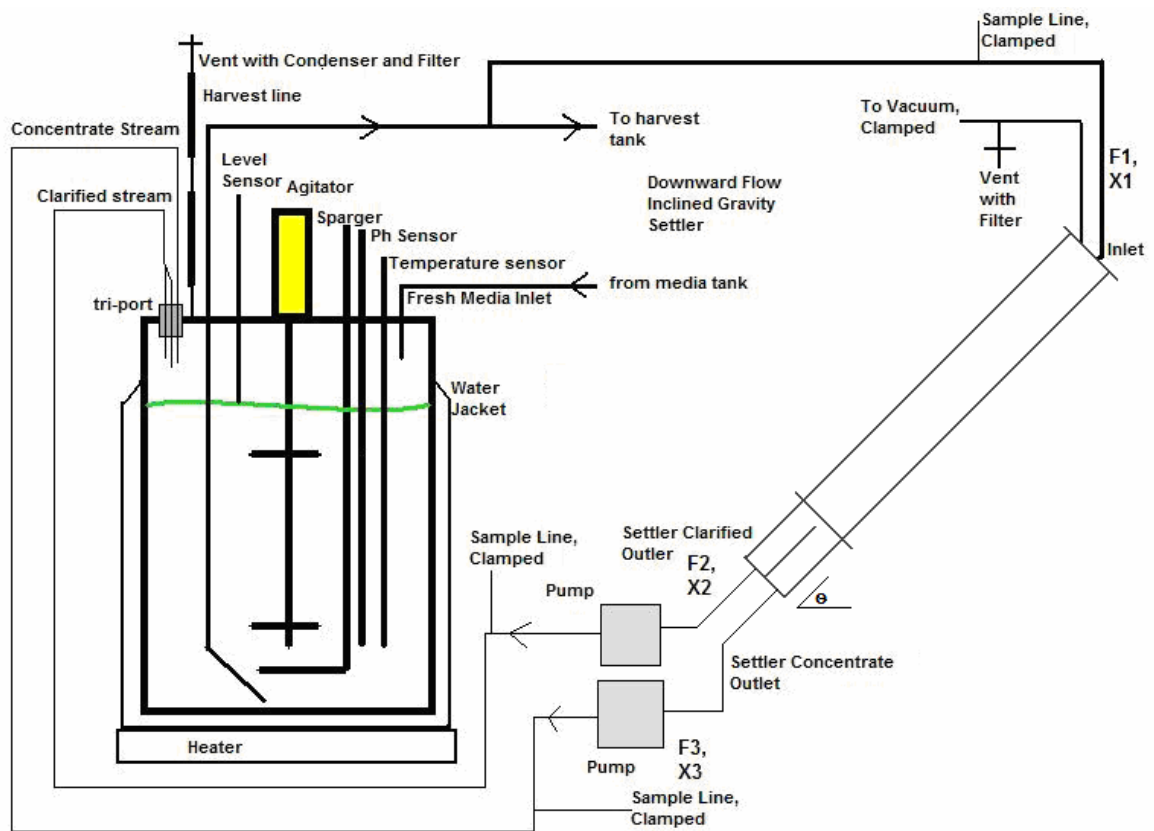 Sample Line,
Clamped
Vent with Condenser and Filter
Harvest line
Concentrate Stream
To harvest
tank
To Vacuum,
Clamped
F1,
X1
Level
Sensor
Agitator
Clarified stream
Downward Flow
Inclined Gravity
Settler
Vent
with
Filter
Sparger
Ph Sensor
Inlet
Temperature sensor
from media tank
Fresh Media Inlet
tri-port
Water
Jacket
Settler Clarified
Outler
Sample Line,
Clamped
F2,
X2
Pump
Θ
Settler Concentrate
Outlet
Heater
F3,
X3
Pump
Sample Line,
Clamped